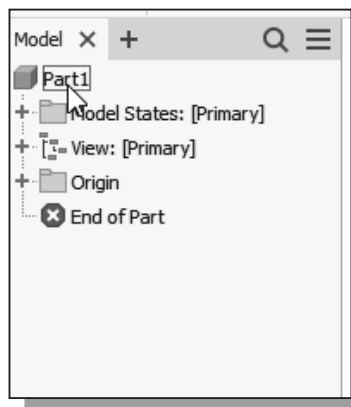 Model
Part1
Model States: [Primary]
View: [Primary]
Origin
End of Part